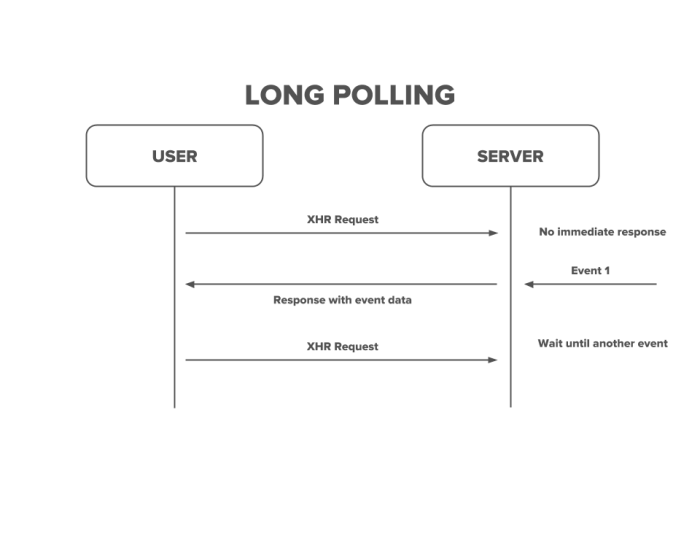 LONG POLLING
USER
SERVER
XHR Request
No immediate response
Event 1
Response with event data
XHR Request
Wait until another event